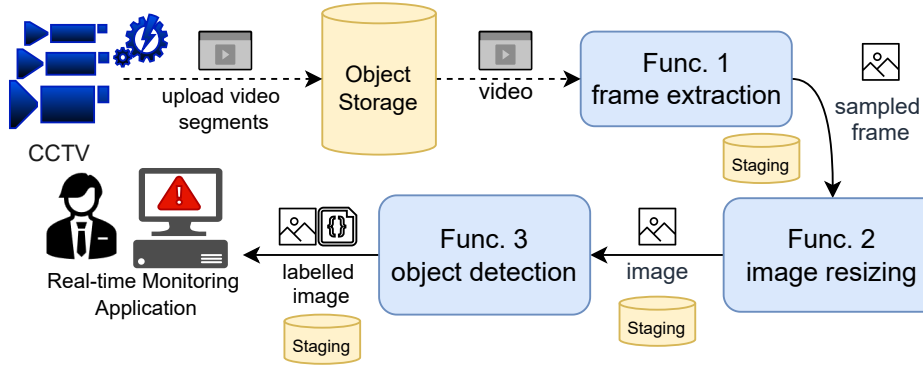 CCTV
upload video
segments
Object
Storage
video
Func. 1
frame extraction
sampled
frame
Staging
Func. 2
image resizing
image
Staging
Func. 3
object detection
labelled
image
Staging
{}
Real-time Monitoring
Application